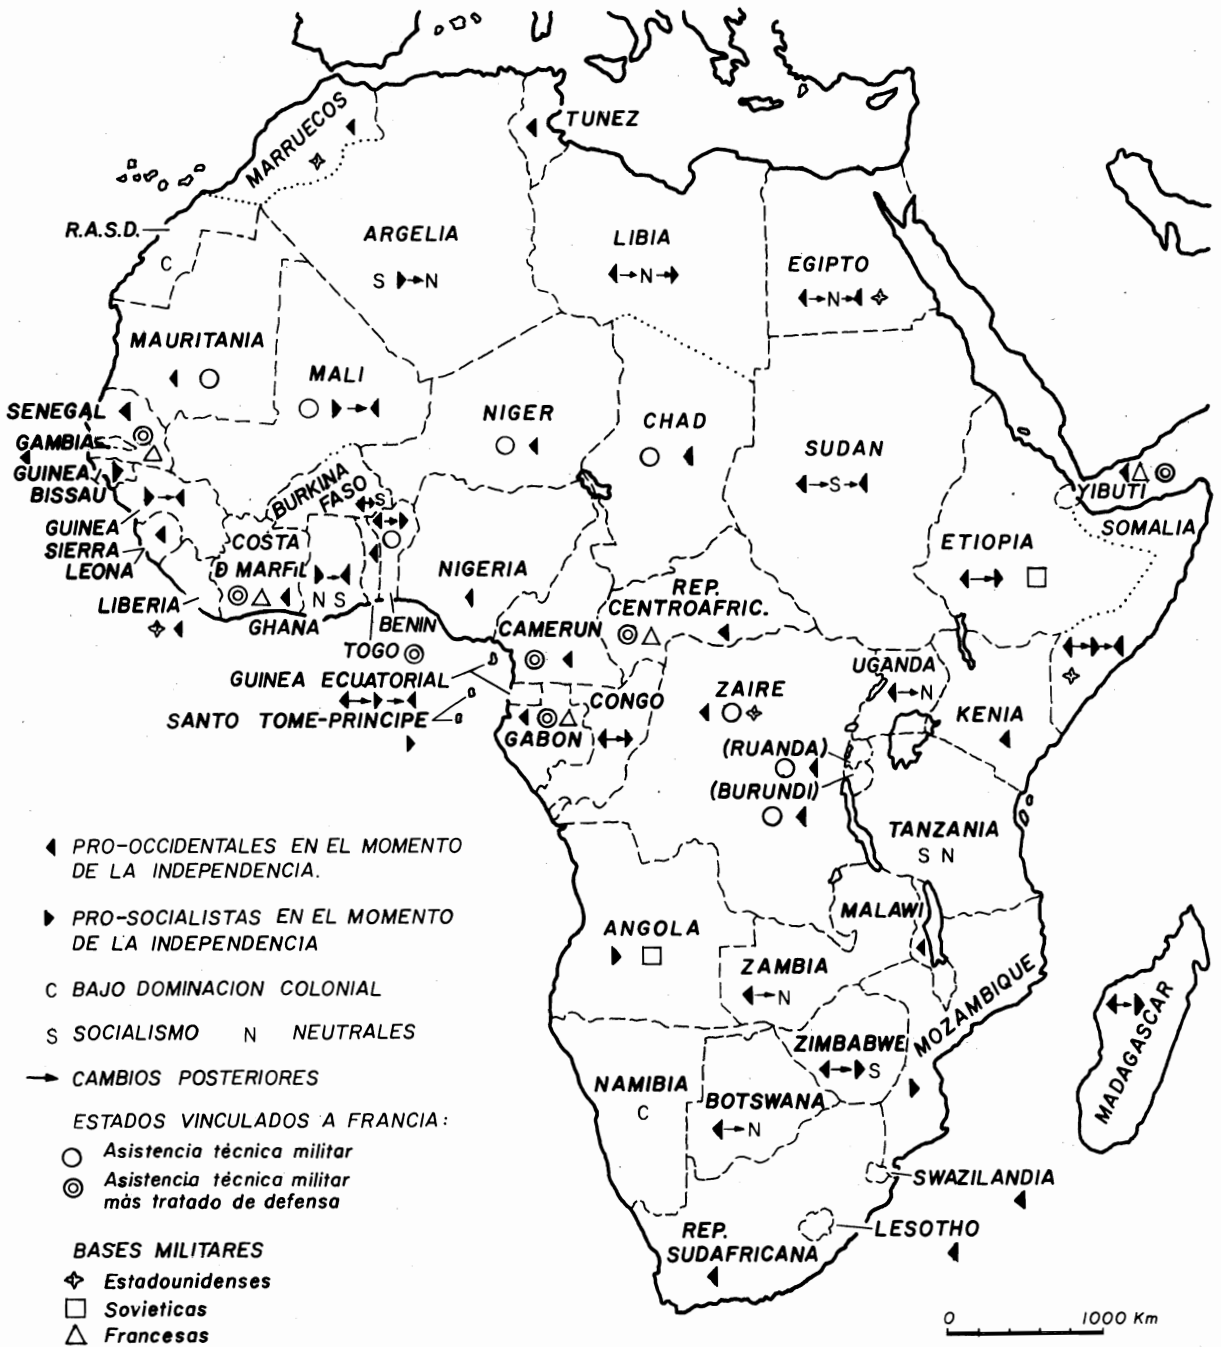 MARRUECOS
TUNEZ
R.A.S.D.
C
ARGELIA
S N
LIBIA
N
EGIPTO
N
MAURITANIA
MALI
SENEGAL
GAMBIA
GUINEA
BISSAU
GUINEA
SIERRA
LEONA
LIBERIA
BURKINA
FASO
S
COSTA
D MARFIL
N S
GHANA
NIGER
CHAD
SUDAN
S
YIBUTI
SOMALIA
ETIOPIA
NIGERIA
BENIN
TOGO
CAMERUN
REP.
CENTROAFRIC.
GUINEA ECUATORIAL
SANTO TOME-PRINCIPE
GABON
CONGO
ZAIRE
UGANDA
N
KENIA
(RUANDA)
(BURUNDI)
TANZANIA
S N
ANGOLA
MALAWI
ZAMBIA
N
MOZAMBIQUE
MADAGASCAR
ZIMBABWE
S
NAMIBIA
C
BOTSWANA
N
SWAZILANDIA
LESOTHO
REP.
SUDAFRICANA
PRO-OCCIDENTALES EN EL MOMENTO
DE LA INDEPENDENCIA.
PRO-SOCIALISTAS EN EL MOMENTO
DE LA INDEPENDENCIA
C BAJO DOMINACION COLONIAL
S SOCIALISMO N NEUTRALES
CAMBIOS POSTERIORES
ESTADOS VINCULADOS A FRANCIA:
Asistencia técnica militar
Asistencia técnica militar
màs tratado de defensa
BASES MILITARES
Estadounidenses
Sovieticas
Francesas
0 1000 Km